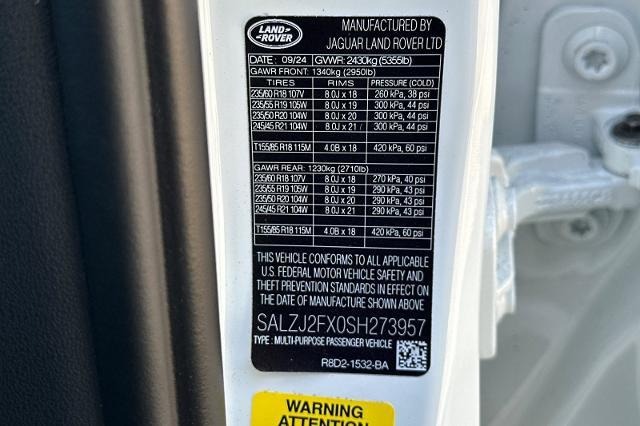 LAND
ROVER
MANUFACTURED BY
JAGUAR LAND ROVER LTD
DATE: 09/24 GVWR: 2430kg (5355lb)
GAWR FRONT: 1340kg (2950lb)
TIRES RIMS PRESSURE (COLD)
235/60 R18 107V 8.0J x 18 260 kPa, 38 psi
235/55 R19 105W 8.0J x 19 300 kPa, 44 psi
235/50 R20 104W 8.0J x 20 300 kPa, 44 psi
245/45 R21 104W 8.0J x 21 300 kPa, 44 psi
T155/85 R18 115M 4.0B x 18 420 kPa, 60 psi
GAWR REAR: 1230kg (2710lb)
235/60 R18 107V 8.0J x 18 270 kPa, 40 psi
235/55 R19 105W 8.0J x 19 290 kPa, 43 psi
235/50 R20 104W 8.0J x 20 290 kPa, 43 psi
245/45 R21 104W 8.0J x 21 290 kPa, 43 psi
T155/85 R18 115M 4.0B x 18 420 kPa, 60 psi
THIS VEHICLE CONFORMS TO ALL APPLICABLE
U.S. FEDERAL MOTOR VEHICLE SAFETY AND
THEFT PREVENTION STANDARDS IN EFFECT
ON THE DATE OF MANUFACTURE SHOWN ABOVE
SALZJ2FX0SH273957
TYPE: MULTI-PURPOSE PASSENGER VEHICLE
R8D2-1532-BA
WARNING
ATTENTION